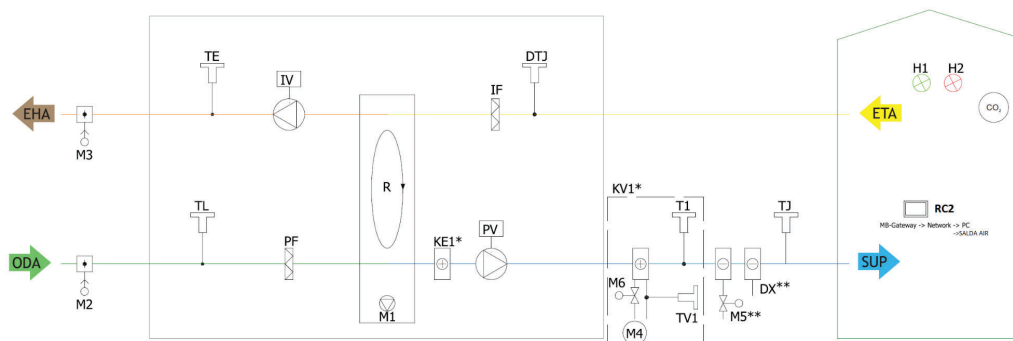 TE
DTJ
H1
H2
IV
IF
EHA
ETA
CO₂
M3
R
KV1*
TL
T1
TJ
PF
KE1*
PV
RC2
MB-Gateway -> Network -> PC
->SALDA AIR
ODA
SUP
M6
DX**
M2
M1
TV1
M5**
M4